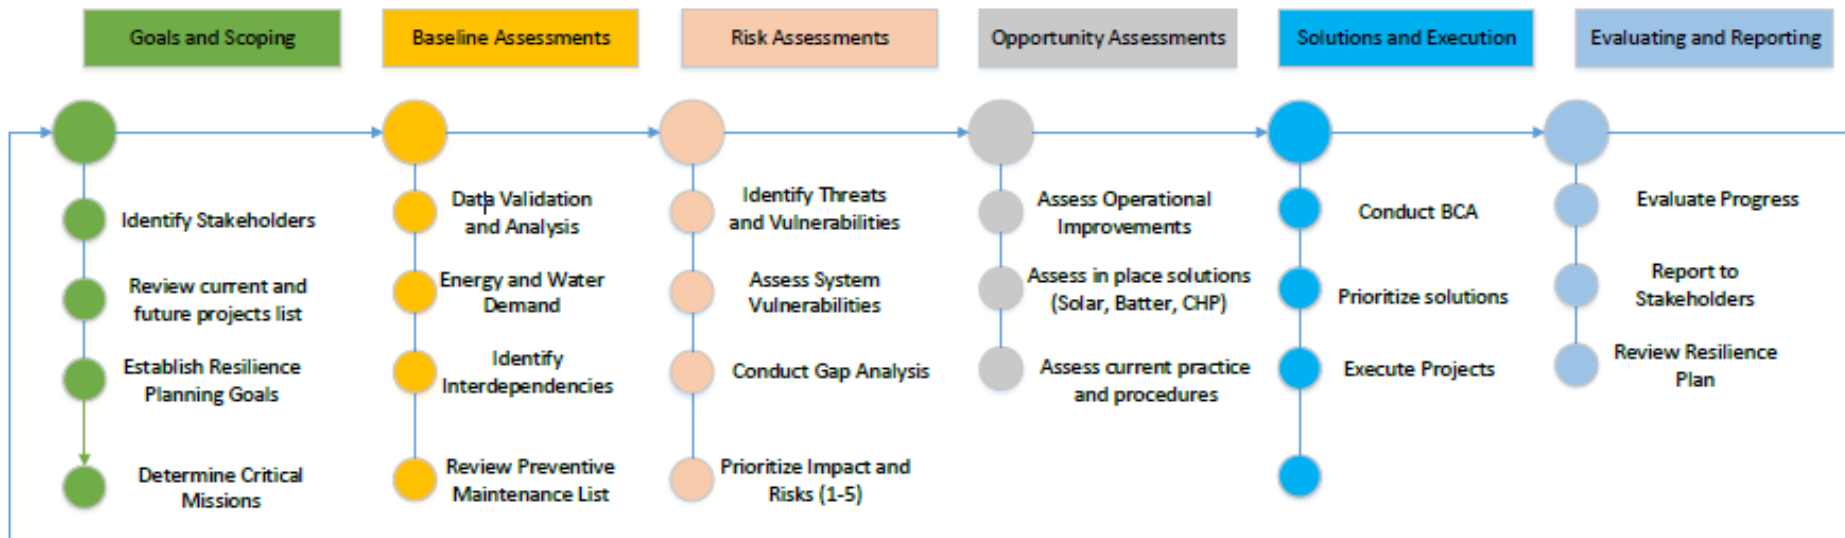 Goals and Scoping
Baseline Assessments
Risk Assessments
Opportunity Assessments
Solutions and Execution
Evaluating and Reporting
Identify Stakeholders
Review current and
future projects list
Establish Resilience
Planning Goals
Determine Critical
Missions
Data Validation
and Analysis
Energy and Water
Demand
Identify
Interdependencies
Review Preventive
Maintenance List
Identify Threats
and Vulnerabilities
Assess System
Vulnerabilities
Conduct Gap Analysis
Prioritize Impact and
Risks (1-5)
Assess Operational
Improvements
Assess in place solutions
(Solar, Batter, CHP)
Assess current practice
and procedures
Conduct BCA
Prioritize solutions
Execute Projects
Evaluate Progress
Report to
Stakeholders
Review Resilience
Plan